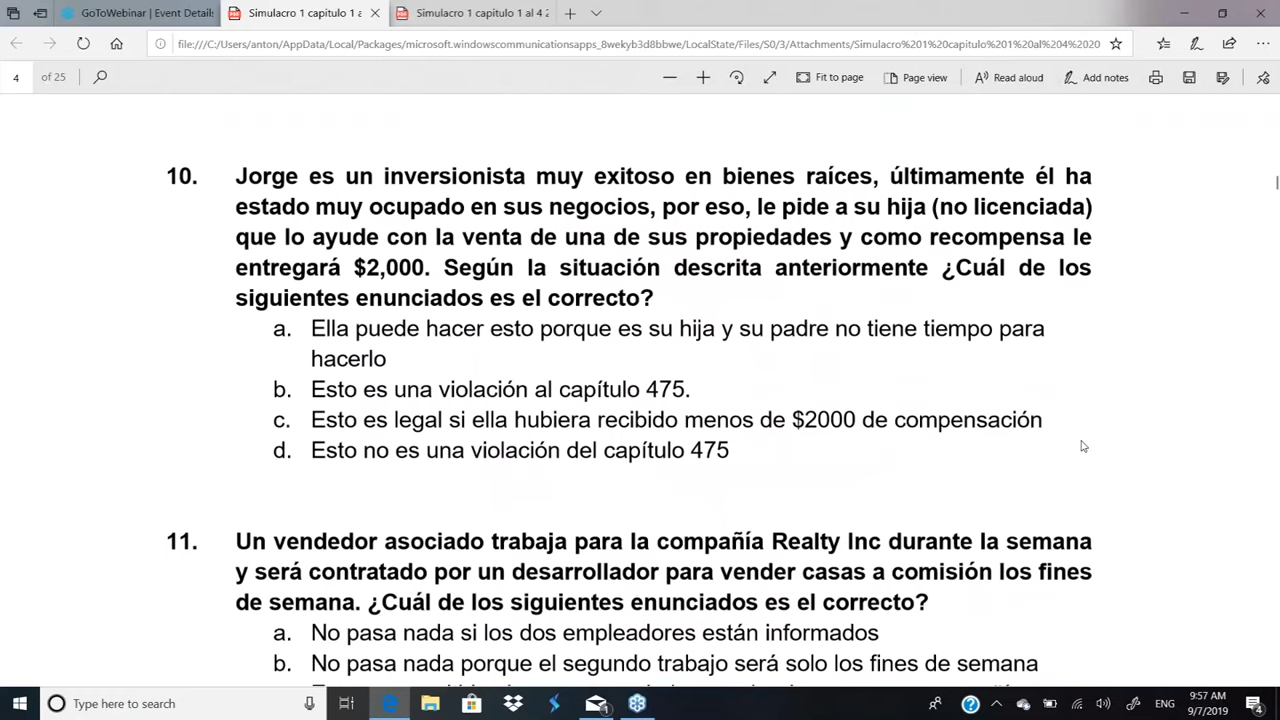 GoToWebinar | Event Detail
Simulacro 1 capitulo 1 a
Simulacro 1 capitulo 1 al 4 2
file:///C:/Users/anton/AppData/Local/Packages/microsoft.windowscommunicationsapps_8wekyb3d8bbwe/LocalState/Files/S0/3/Attachments/Simulacro%201%20capitulo%201%20al%204%2020
4 of 25
Fit to page
Page view
Read aloud
Add notes
10. Jorge es un inversionista muy exitoso en bienes raíces, últimamente él ha
estado muy ocupado en sus negocios, por eso, le pide a su hija (no licenciada)
que lo ayude con la venta de una de sus propiedades y como recompensa le
entregará $2,000. Según la situación descrita anteriormente ¿Cuál de los
siguientes enunciados es el correcto?
a. Ella puede hacer esto porque es su hija y su padre no tiene tiempo para
hacerlo
b. Esto es una violación al capítulo 475.
c. Esto es legal si ella hubiera recibido menos de $2000 de compensación
d. Esto no es una violación del capítulo 475
11. Un vendedor asociado trabaja para la compañía Realty Inc durante la semana
y será contratado por un desarrollador para vender casas a comisión los fines
de semana. ¿Cuál de los siguientes enunciados es el correcto?
a. No pasa nada si los dos empleadores están informados
b. No pasa nada porque el segundo trabajo será solo los fines de semana
Type here to search
ENG
9:57 AM
9/7/2019